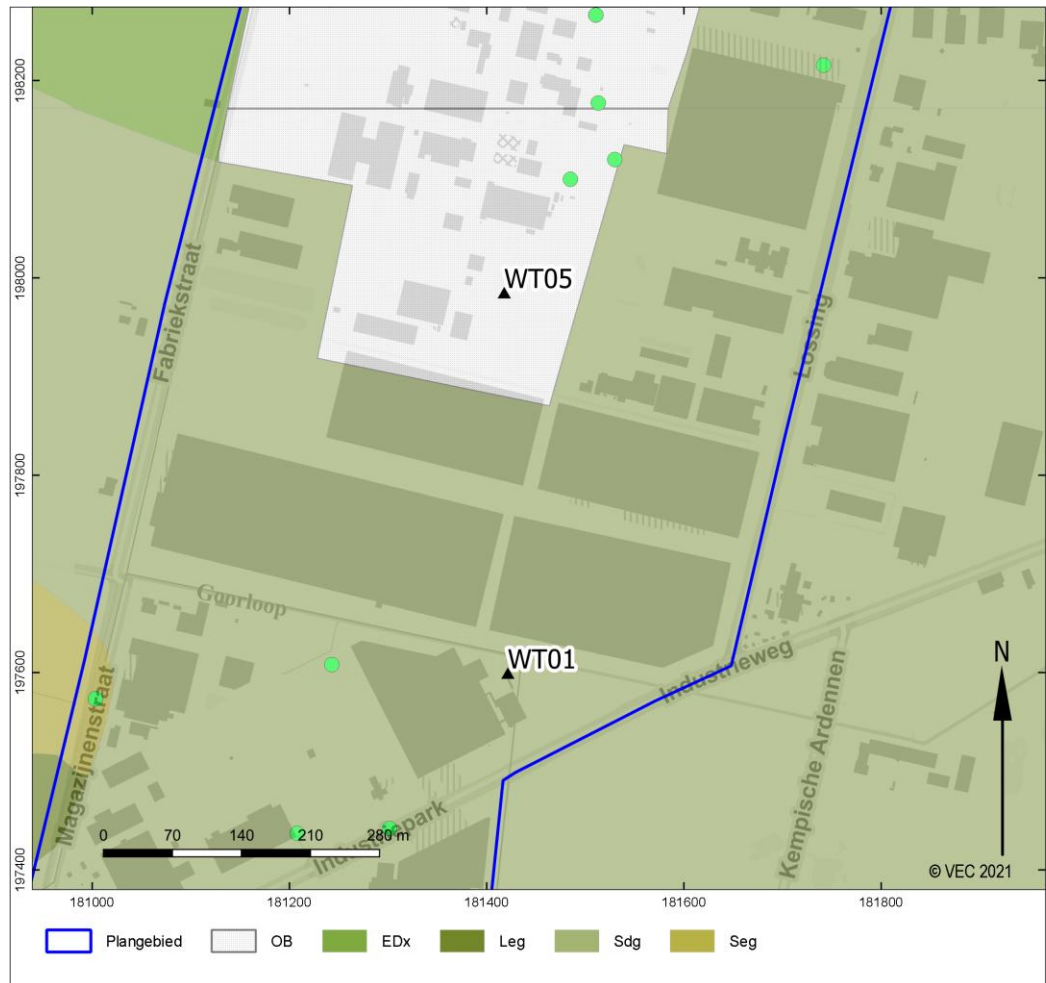 198200
198000
197800
197600
197400
WT05
Fabriekstraat
Lossing
Goorloop
WT01
Industrieweg
Magazijnenstraat
Kempische Ardennen
Industriepark
N
0 70 140 210 280 m
© VEC 2021
181000 181200 181400 181600 181800
Plangebied OB EDx Leg Sdg Seg